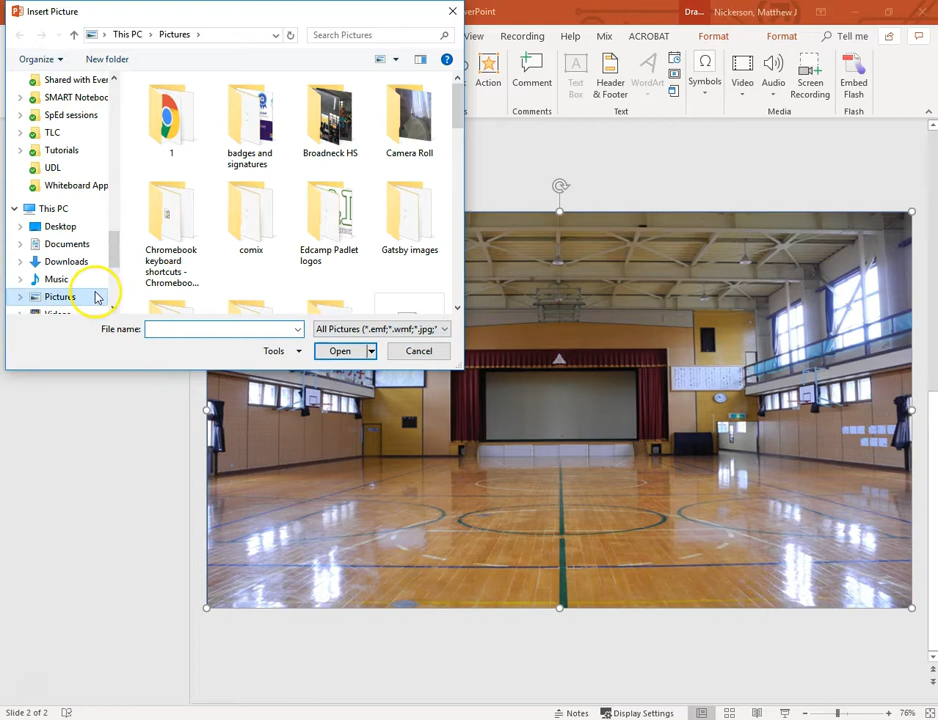 Insert Picture
This PC > Pictures >
Search Pictures
Organize
New folder
Shared with Ever
SMART Noteboo
SpEd sessions
TLC
Tutorials
UDL
Whiteboard App
This PC
Desktop
Documents
Downloads
Music
Pictures
1
badges and
signatures
Broadneck HS
Camera Roll
Chromebook
keyboard
shortcuts -
Chromeboo...
comix
Edcamp Padlet
logos
Gatsby images
File name:
All Pictures (*.emf;*.wmf;*.jpg;*
Tools
Open
Cancel
PowerPoint
Dra...
Nickerson, Matthew J
View
Recording
Help
Mix
ACROBAT
Format
Format
Tell me
Action
Comment
Text
Box
Header
& Footer
WordArt
Symbols
Video
Audio
Screen
Recording
Embed
Flash
Comments
Text
Media
Flash
Slide 2 of 2
Notes
Display Settings
76%